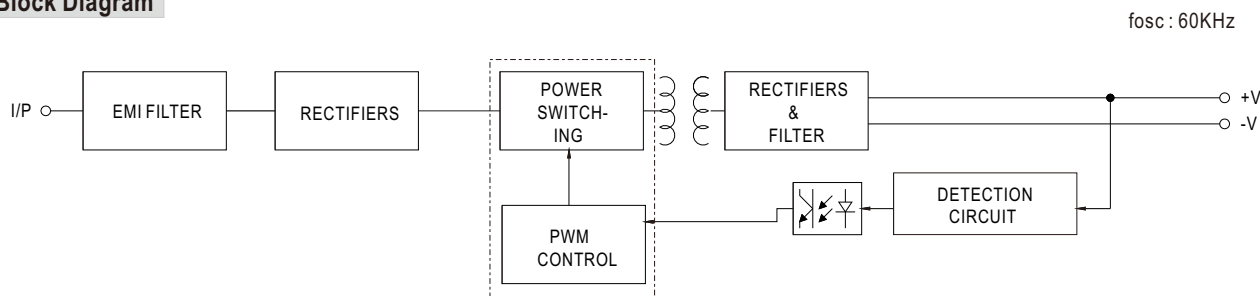 Block Diagram
fosc : 60KHz
I/P
EMI FILTER
RECTIFIERS
POWER
SWITCH-
ING
RECTIFIERS
&
FILTER
+V
-V
DETECTION
CIRCUIT
PWM
CONTROL